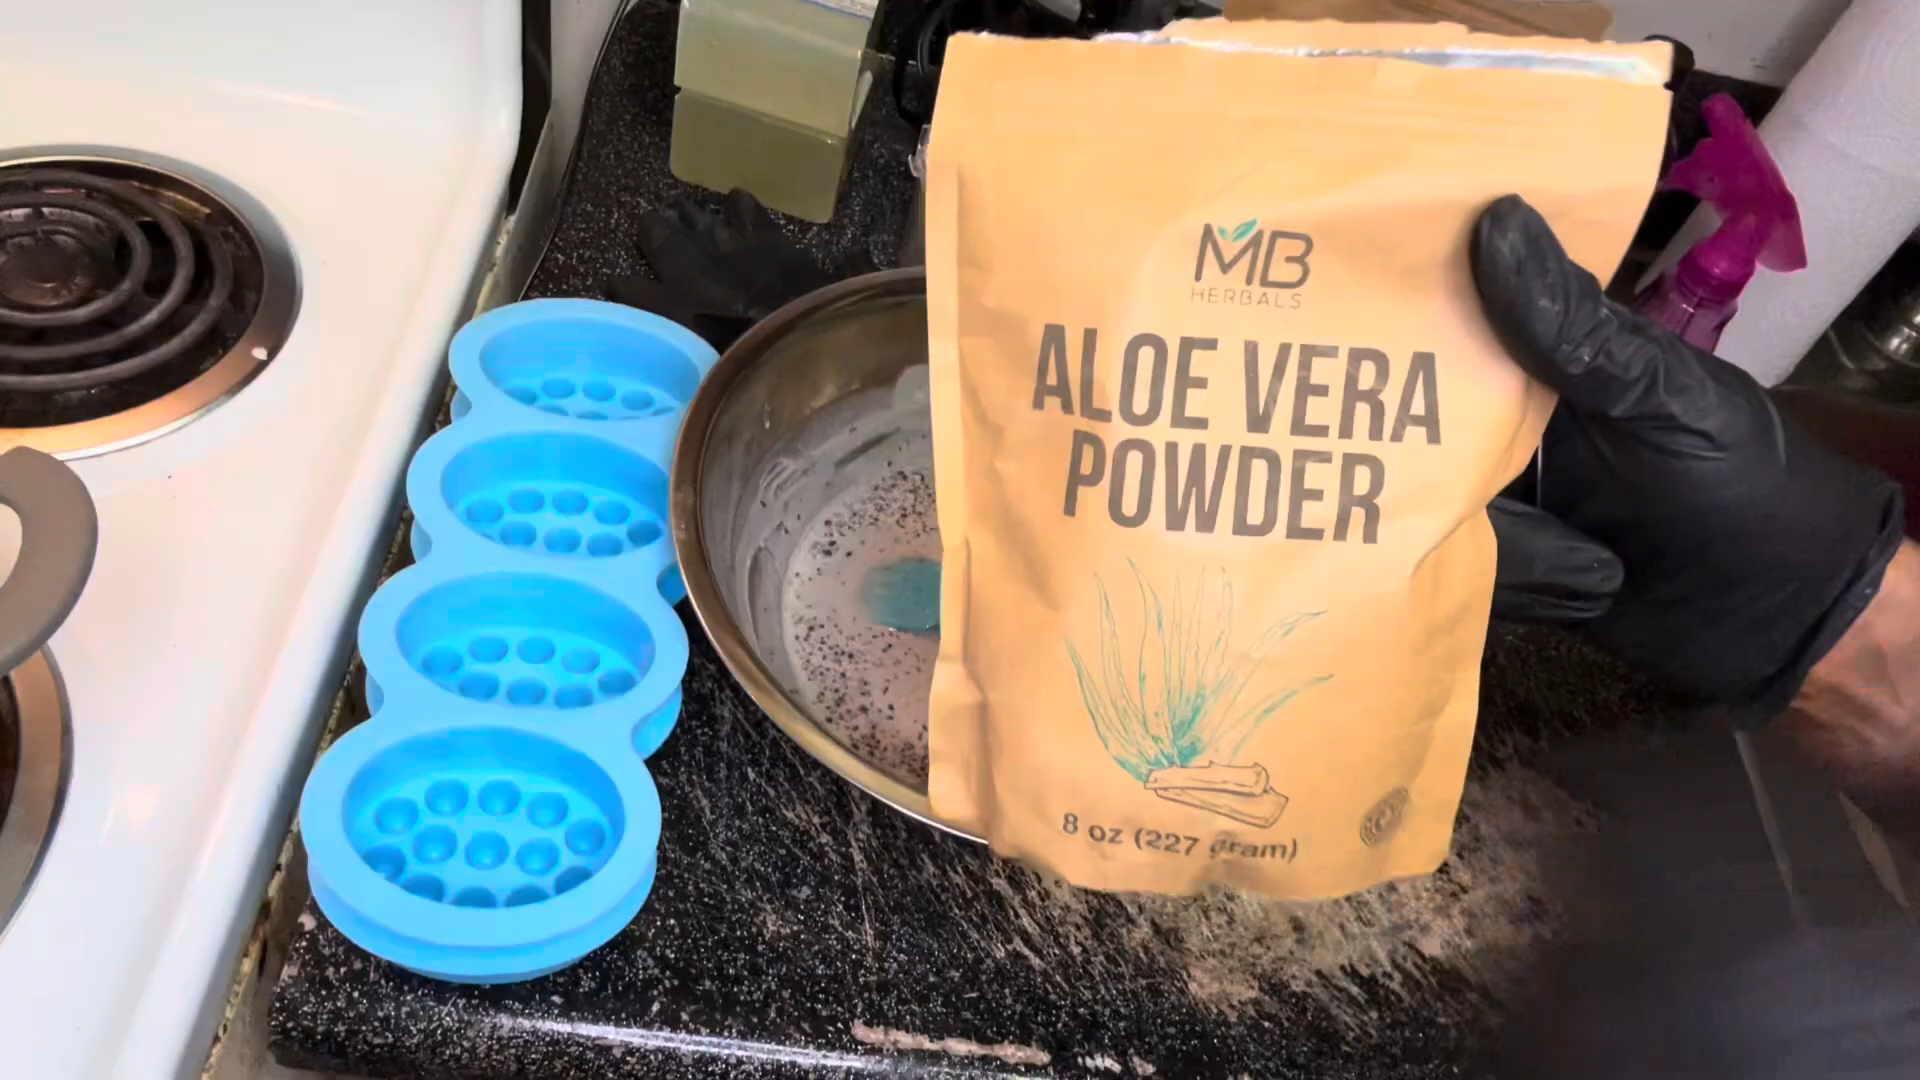 MB
HERBALS
ALOE VERA
POWDER
8 oz (227 gram)